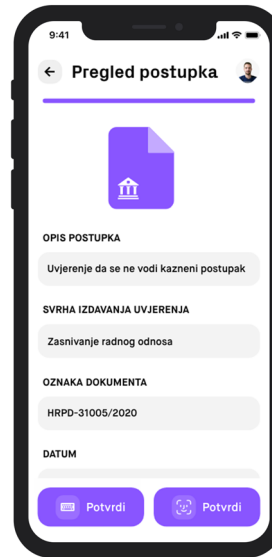 9:41
Pregled postupka
OPIS POSTUPKA
Uvjerenje da se ne vodi kazneni postupak
SVRHA IZDAVANJA UVJERENJA
Zasnivanje radnog odnosa
OZNAKA DOKUMENTA
HRPD-31005/2020
DATUM
Potvrdi
Potvrdi